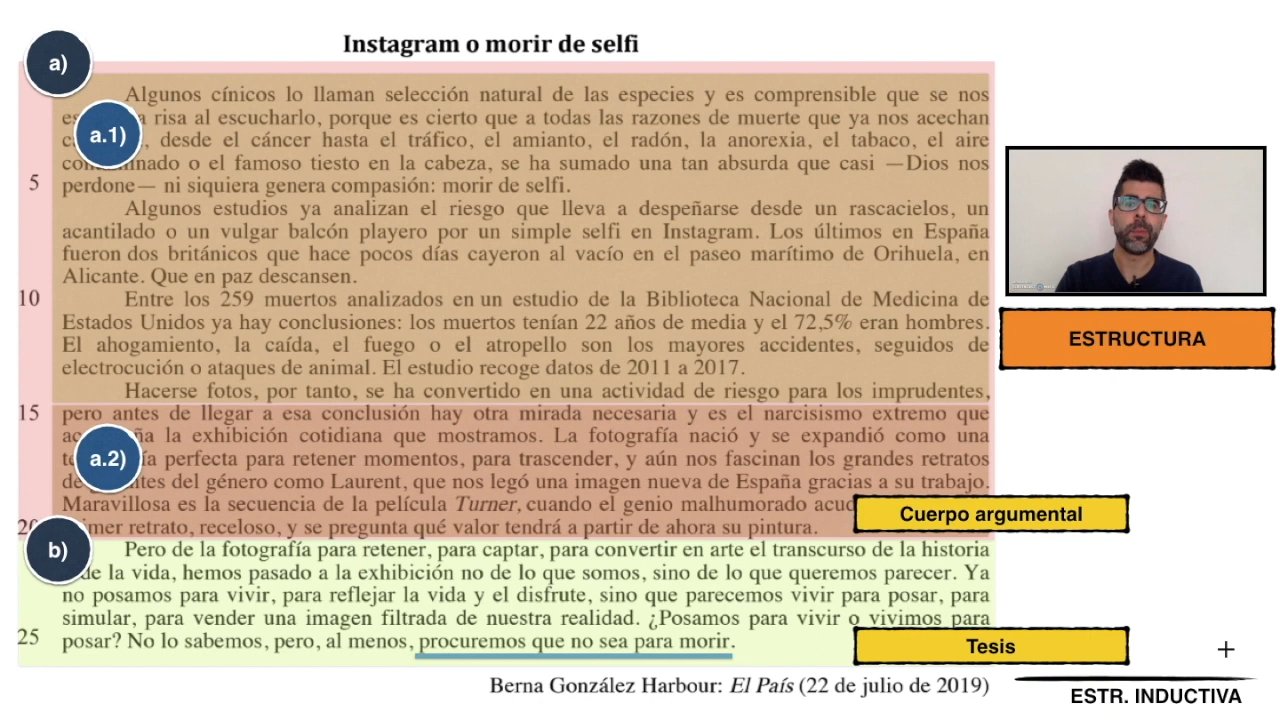 Instagram o morir de selfi
a)
Algunos cínicos lo llaman selección natural de las especies y es comprensible que se nos
a risa al escucharlo, porque es cierto que a todas las razones de muerte que ya nos acechan
a.1)
desde el cáncer hasta el tráfico, el amianto, el radón, la anorexia, el tabaco, el aire
o el famoso tiesto en la cabeza, se ha sumado una tan absurda que casi —Dios nos
5 perdone— ni siquiera genera compasión: morir de selfi.
Algunos estudios ya analizan el riesgo que lleva a despeñarse desde un rascacielos, un
acantilado o un vulgar balcón playero por un simple selfi en Instagram. Los últimos en España
fueron dos británicos que hace pocos días cayeron al vacío en el paseo marítimo de Orihuela, en
Alicante. Que en paz descansen.
10 Entre los 259 muertos analizados en un estudio de la Biblioteca Nacional de Medicina de
Estados Unidos ya hay conclusiones: los muertos tenían 22 años de media y el 72,5% eran hombres.
El ahogamiento, la caída, el fuego o el atropello son los mayores accidentes, seguidos de
electrocución o ataques de animal. El estudio recoge datos de 2011 a 2017.
Hacerse fotos, por tanto, se ha convertido en una actividad de riesgo para los imprudentes,
15 pero antes de llegar a esa conclusión hay otra mirada necesaria y es el narcisismo extremo que
la exhibición cotidiana que mostramos. La fotografía nació y se expandió como una
a.2)
perfecta para retener momentos, para trascender, y aún nos fascinan los grandes retratos
del género como Laurent, que nos legó una imagen nueva de España gracias a su trabajo.
Maravillosa es la secuencia de la película Turner, cuando el genio malhumorado
retrato, receloso, y se pregunta qué valor tendrá a partir de ahora su pintura.
b)
Pero de la fotografía para retener, para captar, para convertir en arte el transcurso de la historia
de la vida, hemos pasado a la exhibición no de lo que somos, sino de lo que queremos parecer. Ya
no posamos para vivir, para reflejar la vida y el disfrute, sino que parecemos vivir para posar, para
simular, para vender una imagen filtrada de nuestra realidad. ¿Posamos para vivir o vivimos para
25 posar? No lo sabemos, pero, al menos, procuremos que no sea para morir.
Berna González Harbour: El País (22 de julio de 2019)
ESTRUCTURA
Cuerpo argumental
Tesis
+
ESTR. INDUCTIVA